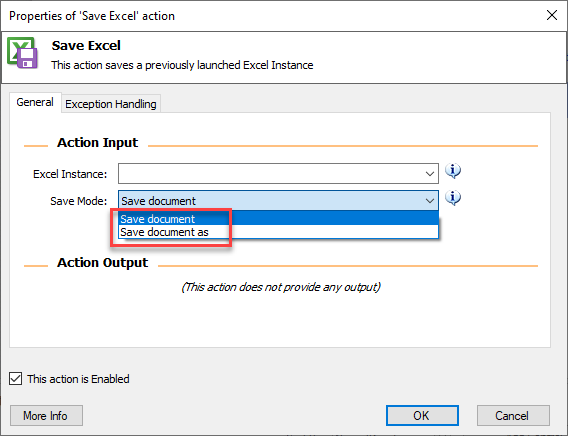 Properties of 'Save Excel' action
Save Excel
This action saves a previously launched Excel Instance
General
Exception Handling
Action Input
Excel Instance:
Save Mode: Save document
Save document
Save document as
Action Output
(This action does not provide any output)
This action is Enabled
More Info
OK
Cancel